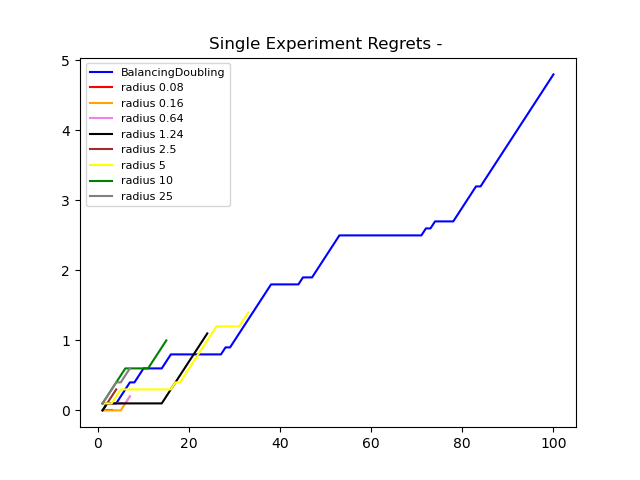 Single Experiment Regrets -
BalancingDoubling
radius 0.08
radius 0.16
radius 0.64
radius 1.24
radius 2.5
radius 5
radius 10
radius 25
5
4
3
2
1
0
0 20 40 60 80 100